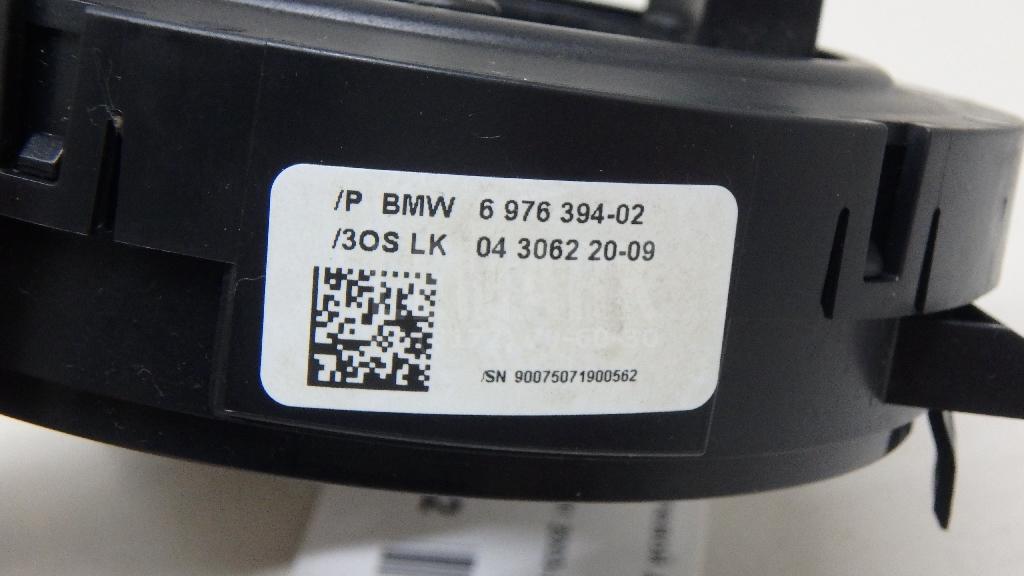 /P BMW 6 976 394-02
/3OS LK 04 3062 20-09
/SN 90075071900562